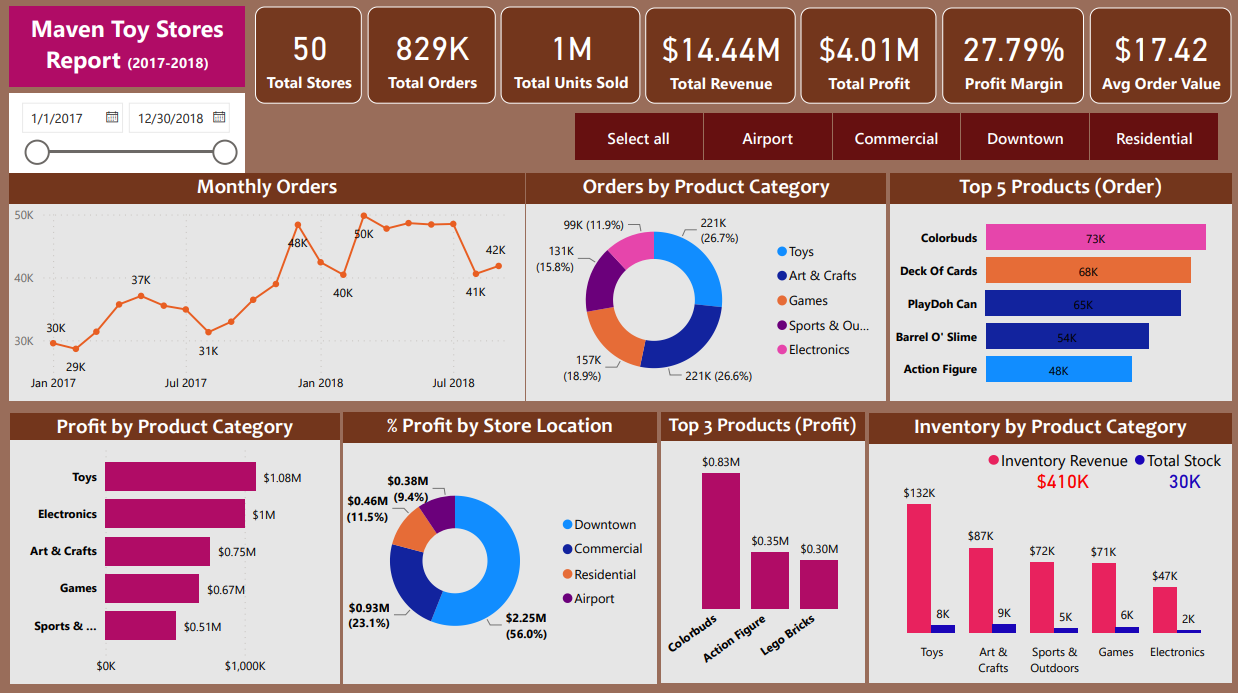 Maven Toy Stores
Report (2017-2018)
50
Total Stores
829K
Total Orders
1M
Total Units Sold
$14.44M
Total Revenue
$4.01M
Total Profit
27.79%
Profit Margin
$17.42
Avg Order Value
1/1/2017
12/30/2018
Select all
Airport
Commercial
Downtown
Residential
Monthly Orders
50K
40K
30K
30K
29K
37K
31K
48K
40K
50K
41K
42K
Jan 2017
Jul 2017
Jan 2018
Jul 2018
Orders by Product Category
99K (11.9%)
221K
(26.7%)
131K
(15.8%)
157K
(18.9%)
221K (26.6%)
Toys
Art & Crafts
Games
Sports & Ou...
Electronics
Top 5 Products (Order)
Colorbuds
73K
Deck Of Cards
68K
PlayDoh Can
65K
Barrel O' Slime
54K
Action Figure
48K
Profit by Product Category
Toys
$1.08M
Electronics
$1M
Art & Crafts
$0.75M
Games
$0.67M
Sports & ...
$0.51M
$0K
$1,000K
% Profit by Store Location
$0.38M
(9.4%)
$0.46M
(11.5%)
$0.93M
(23.1%)
$2.25M
(56.0%)
Downtown
Commercial
Residential
Airport
Top 3 Products (Profit)
$0.83M
$0.35M
$0.30M
Colorbuds
Action Figure
Lego Bricks
Inventory by Product Category
Inventory Revenue
Total Stock
$410K
30K
$132K
8K
$87K
9K
$72K
5K
$71K
6K
$47K
2K
Toys
Art &
Crafts
Sports &
Outdoors
Games
Electronics